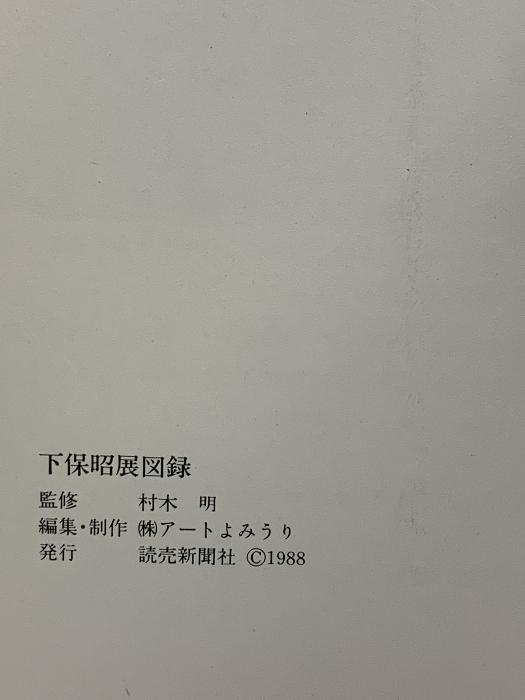 下保昭展図録
監修 村木 明
編集・制作 ㈱アートよみうり
発行 読売新聞社 ©1988